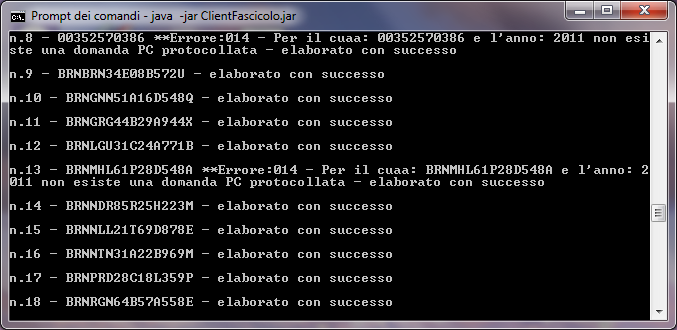 Prompt dei comandi - java -jar ClientFascicolo.jar
n.8 - 00352570386 **Errore:014 - Per il cuaa: 00352570386 e l'anno: 2011 non esi
ste una domanda PC protocollata - elaborato con successo
n.9 - BRNBRN34E08B572U - elaborato con successo
n.10 - BRNGNN51A16D548Q - elaborato con successo
n.11 - BRNGRG44B29A944X - elaborato con successo
n.12 - BRNLGU31C24A771B - elaborato con successo
n.13 - BRNMHL61P28D548A **Errore:014 - Per il cuaa: BRNMHL61P28D548A e l'anno: 2
011 non esiste una domanda PC protocollata - elaborato con successo
n.14 - BRNNDR85R25H223M - elaborato con successo
n.15 - BRNNLL21T69D878E - elaborato con successo
n.16 - BRNNTN31A22B969M - elaborato con successo
n.17 - BRNPRD28C18L359P - elaborato con successo
n.18 - BRNRGN64B57A558E - elaborato con successo